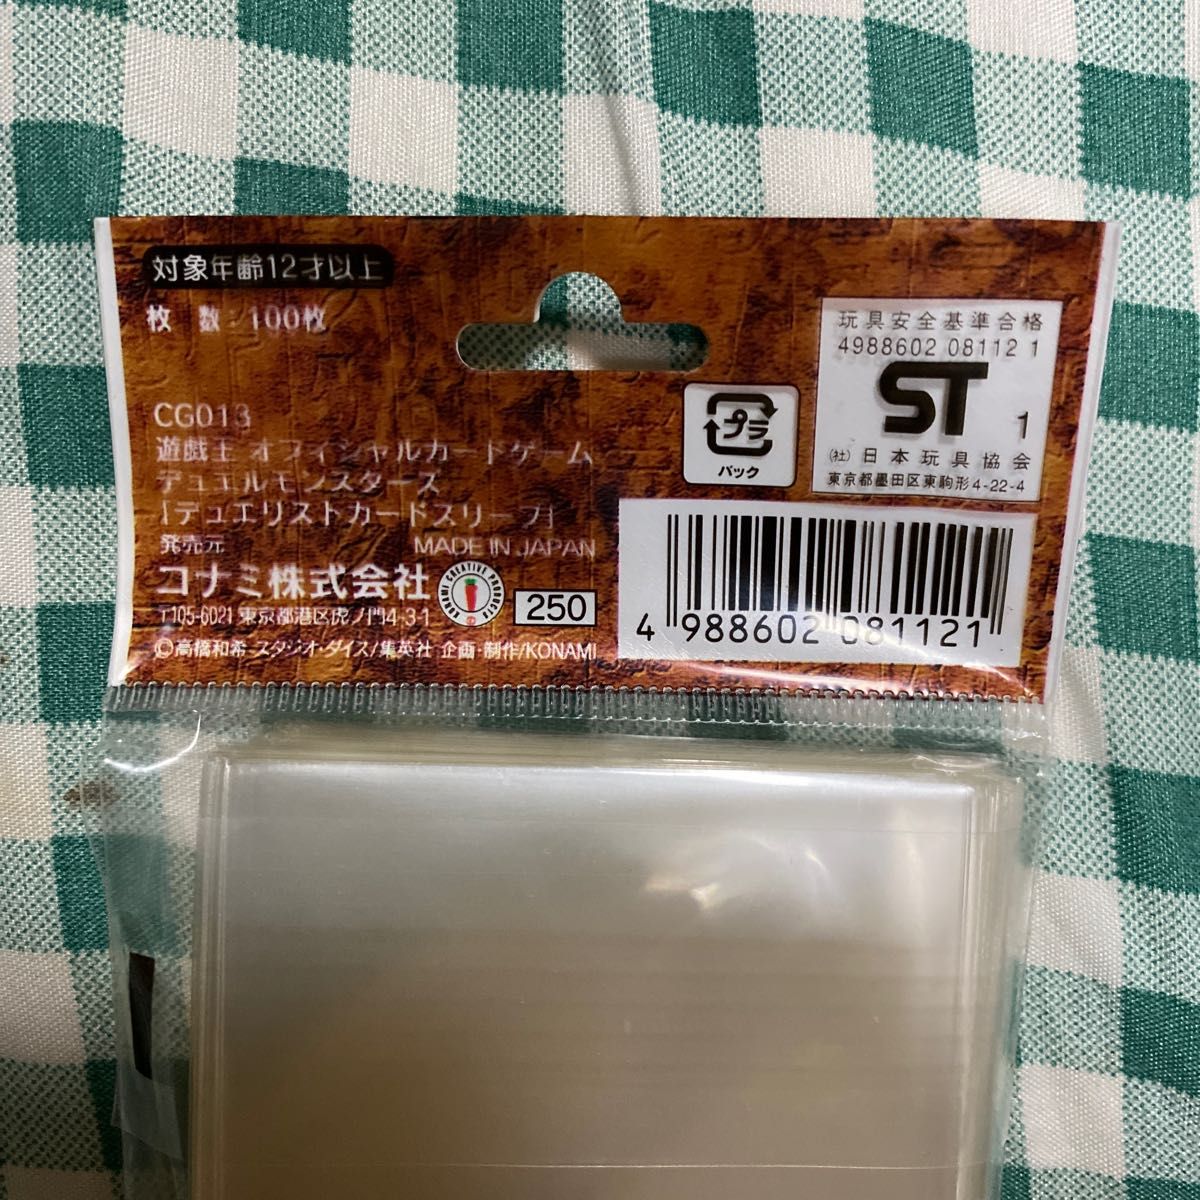 対象年齢12才以上
枚 数 100枚
CG013
遊戯王 オフィシャルカードゲーム
デュエルモンスターズ
「デュエリストカードスリーブ」
発売元 MADE IN JAPAN
コナミ株式会社
〒105-6021 東京都港区虎ノ門4-3-1
©高橋和希 スタジオ・ダイス/集英社 企画・制作/KONAMI
KONAMI CREATIVE PRODUCTS
250
プラ
パック
玩具安全基準合格
4988602 08112 1
ST 1
(社)日本玩具協会
東京都墨田区東駒形4-22-4
4 988602 081121